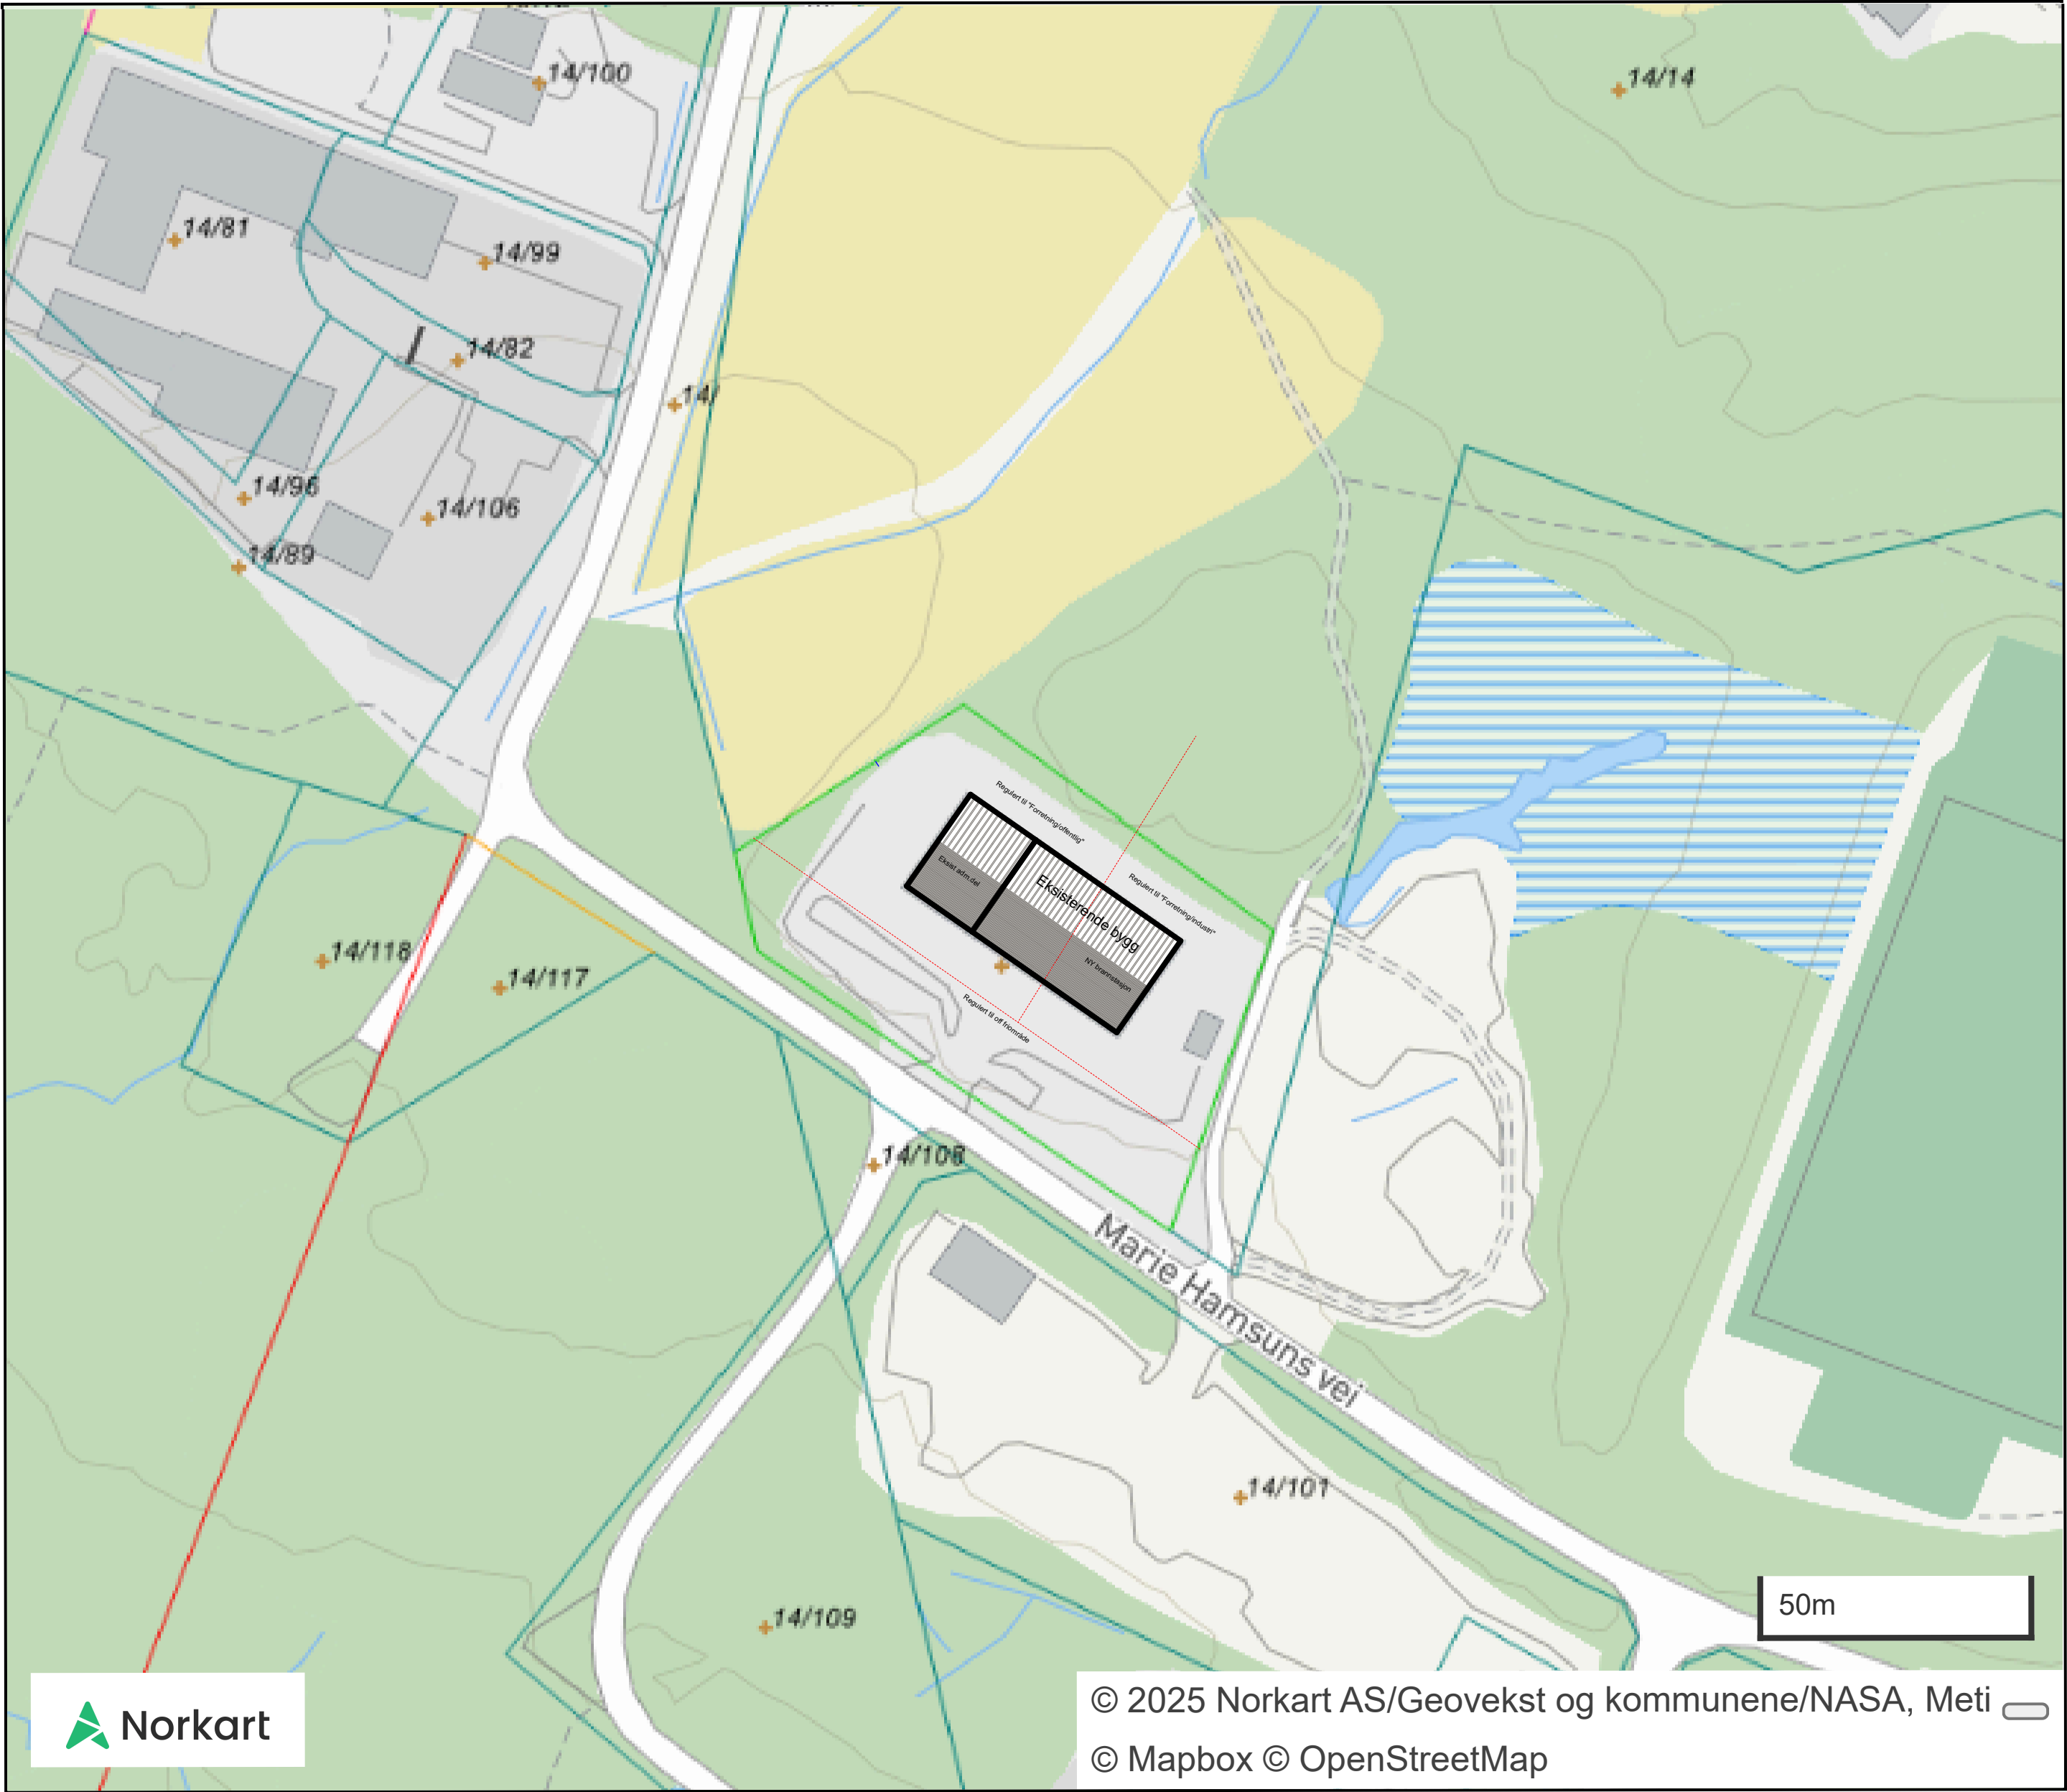 14/100
14/14
14/81
14/99
14/82
14/
14/96
14/106
14/89
Regulert til "Forretning/offentlig"
Eksist adm.del
Eksisterende bygg
Regulert til "Forretning/industri"
NY brannstasjon
Regulert til off friområde
14/118
14/117
14/108
Marie Hamsuns vei
14/101
14/109
50m
Norkart
© 2025 Norkart AS/Geovekst og kommunene/NASA, Meti
© Mapbox © OpenStreetMap